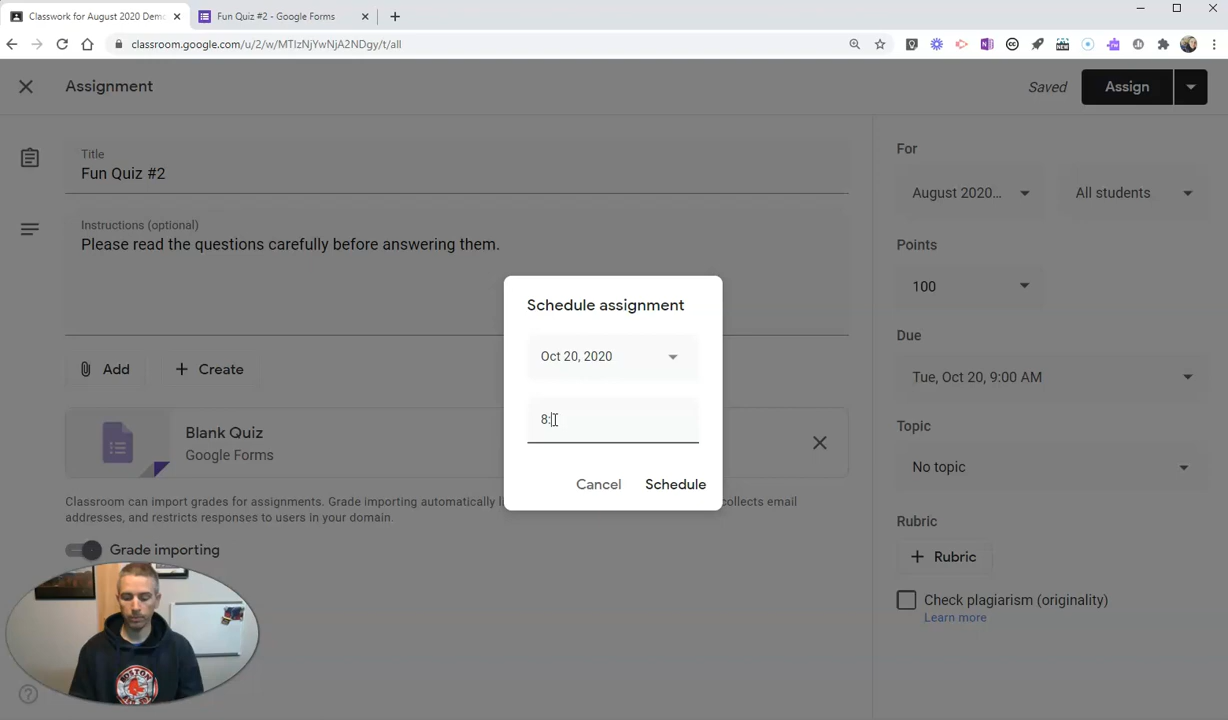 Classwork for August 2020 Demo
Fun Quiz #2 - Google Forms
classroom.google.com/u/2/w/MTIzNjYwNjA2NDgy/t/all
Assignment
Saved
Assign
Title
Fun Quiz #2
Instructions (optional)
Please read the questions carefully before answering them.
Add
Create
Blank Quiz
Google Forms
Classroom can import grades for assignments. Grade importing automatically
collects email
addresses, and restricts responses to users in your domain.
Grade importing
Schedule assignment
Oct 20, 2020
8:
Cancel
Schedule
For
August 2020...
All students
Points
100
Due
Tue, Oct 20, 9:00 AM
Topic
No topic
Rubric
Rubric
Check plagiarism (originality)
Learn more